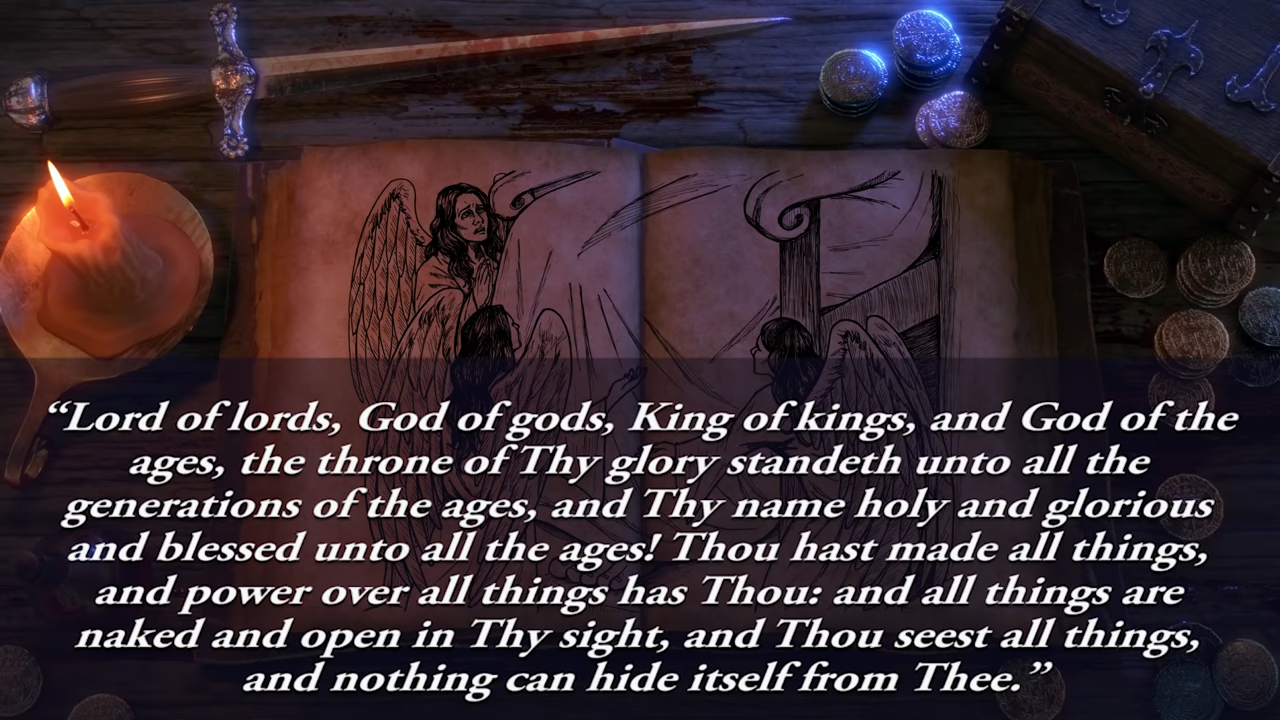 “Lord of lords, God of gods, King of kings, and God of the
ages, the throne of Thy glory standeth unto all the
generations of the ages, and Thy name holy and glorious
and blessed unto all the ages! Thou hast made all things,
and power over all things has Thou: and all things are
naked and open in Thy sight, and Thou seest all things,
and nothing can hide itself from Thee.”